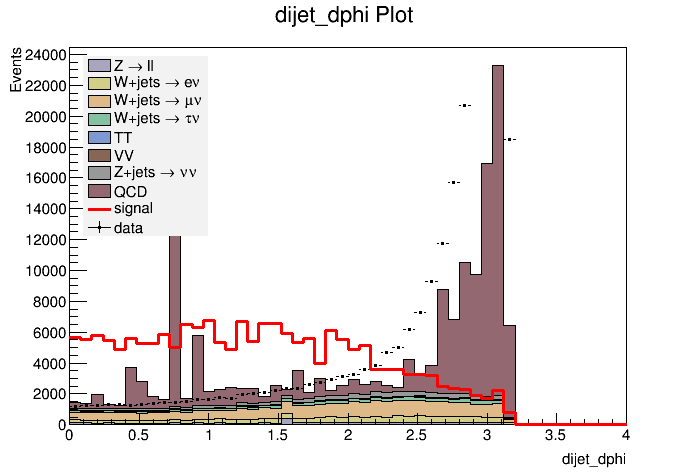 dijet_dphi Plot
Events
24000
22000
20000
18000
16000
14000
12000
10000
8000
6000
4000
2000
0
Z → ll
W+jets → eν
W+jets → μν
W+jets → τν
TT
VV
Z+jets → νν
QCD
signal
data
0 0.5 1 1.5 2 2.5 3 3.5 4
dijet_dphi